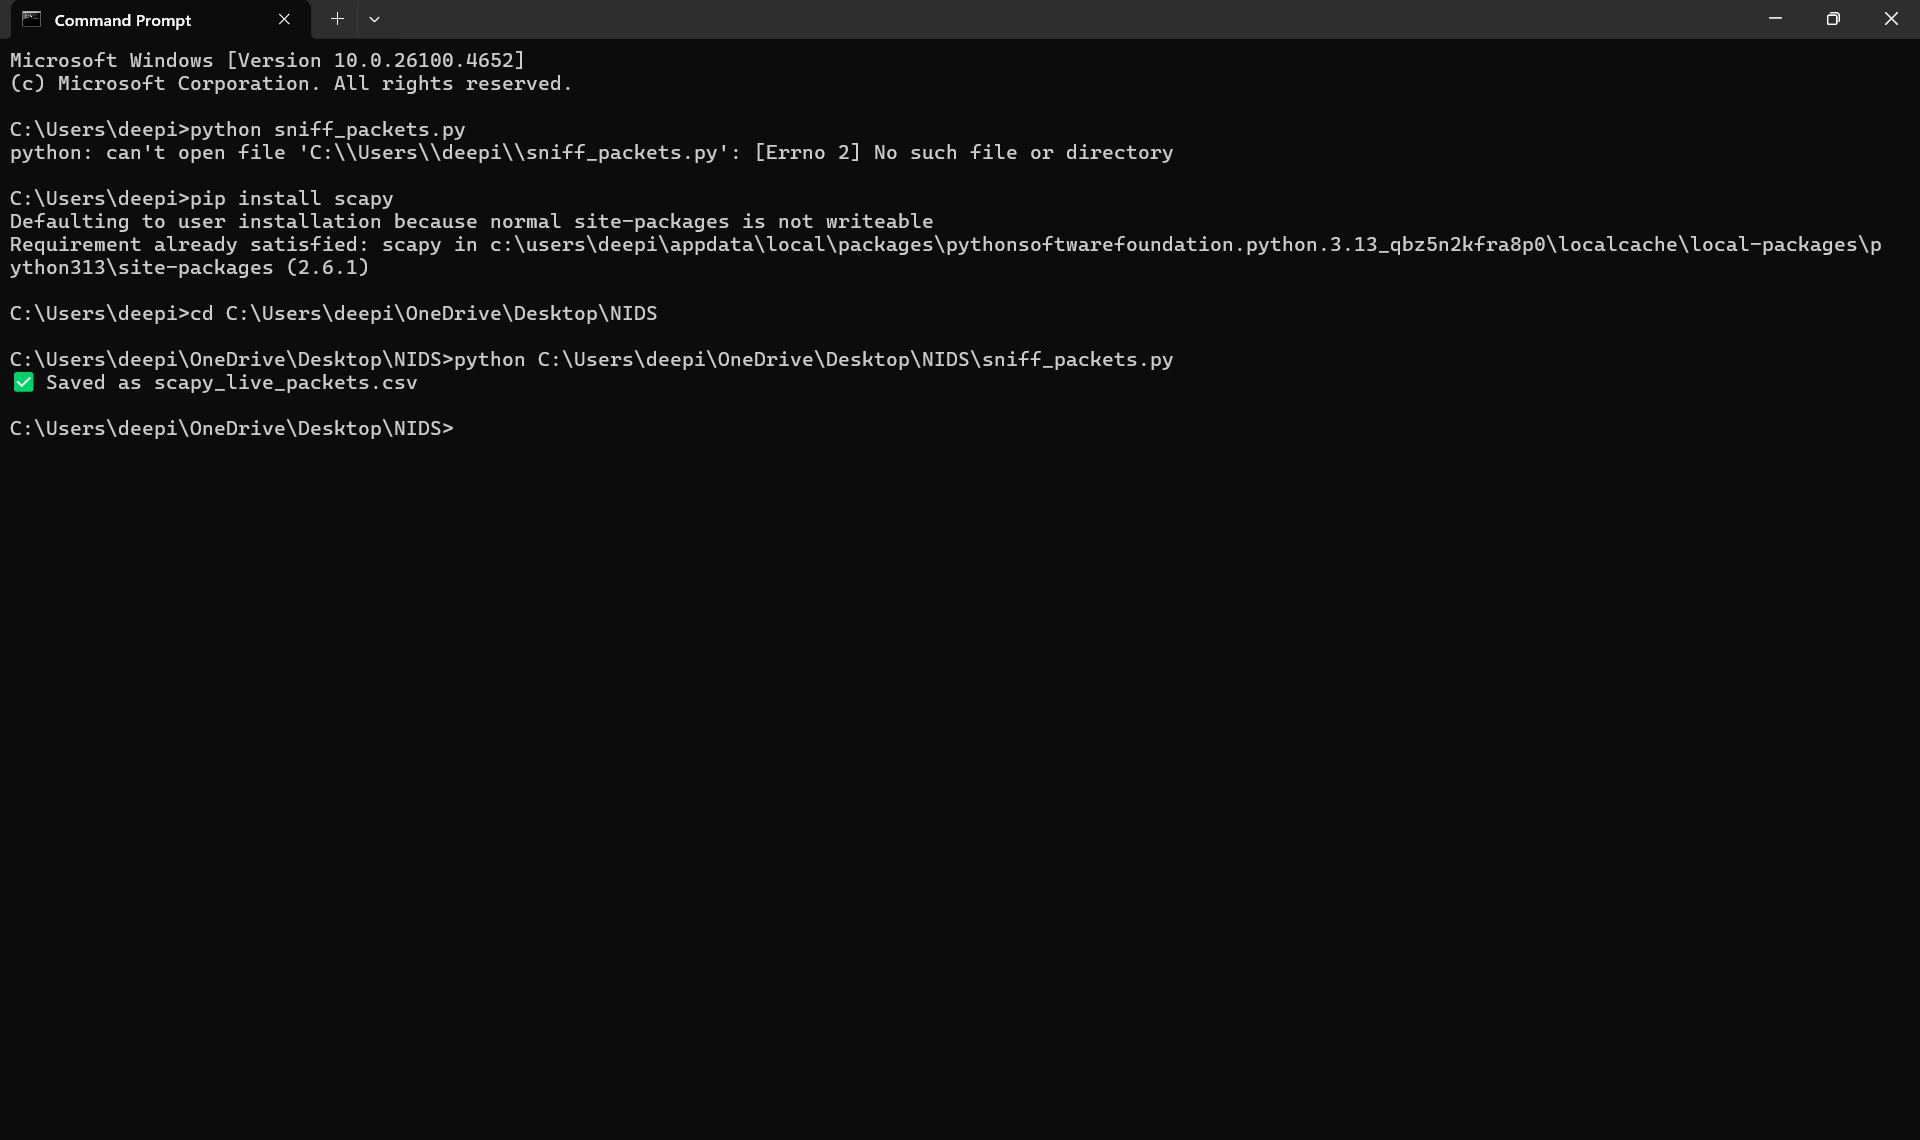 Command Prompt
Microsoft Windows [Version 10.0.26100.4652]
(c) Microsoft Corporation. All rights reserved.
C:\Users\deepi>python sniff_packets.py
python: can't open file 'C:\\Users\\deepi\\sniff_packets.py': [Errno 2] No such file or directory
C:\Users\deepi>pip install scapy
Defaulting to user installation because normal site-packages is not writeable
Requirement already satisfied: scapy in c:\users\deepi\appdata\local\packages\pythonsoftwarefoundation.python.3.13_qbz5n2kfra8p0\localcache\local-packages\p
ython313\site-packages (2.6.1)
C:\Users\deepi>cd C:\Users\deepi\OneDrive\Desktop\NIDS
C:\Users\deepi\OneDrive\Desktop\NIDS>python C:\Users\deepi\OneDrive\Desktop\NIDS\sniff_packets.py
✅ Saved as scapy_live_packets.csv
C:\Users\deepi\OneDrive\Desktop\NIDS>